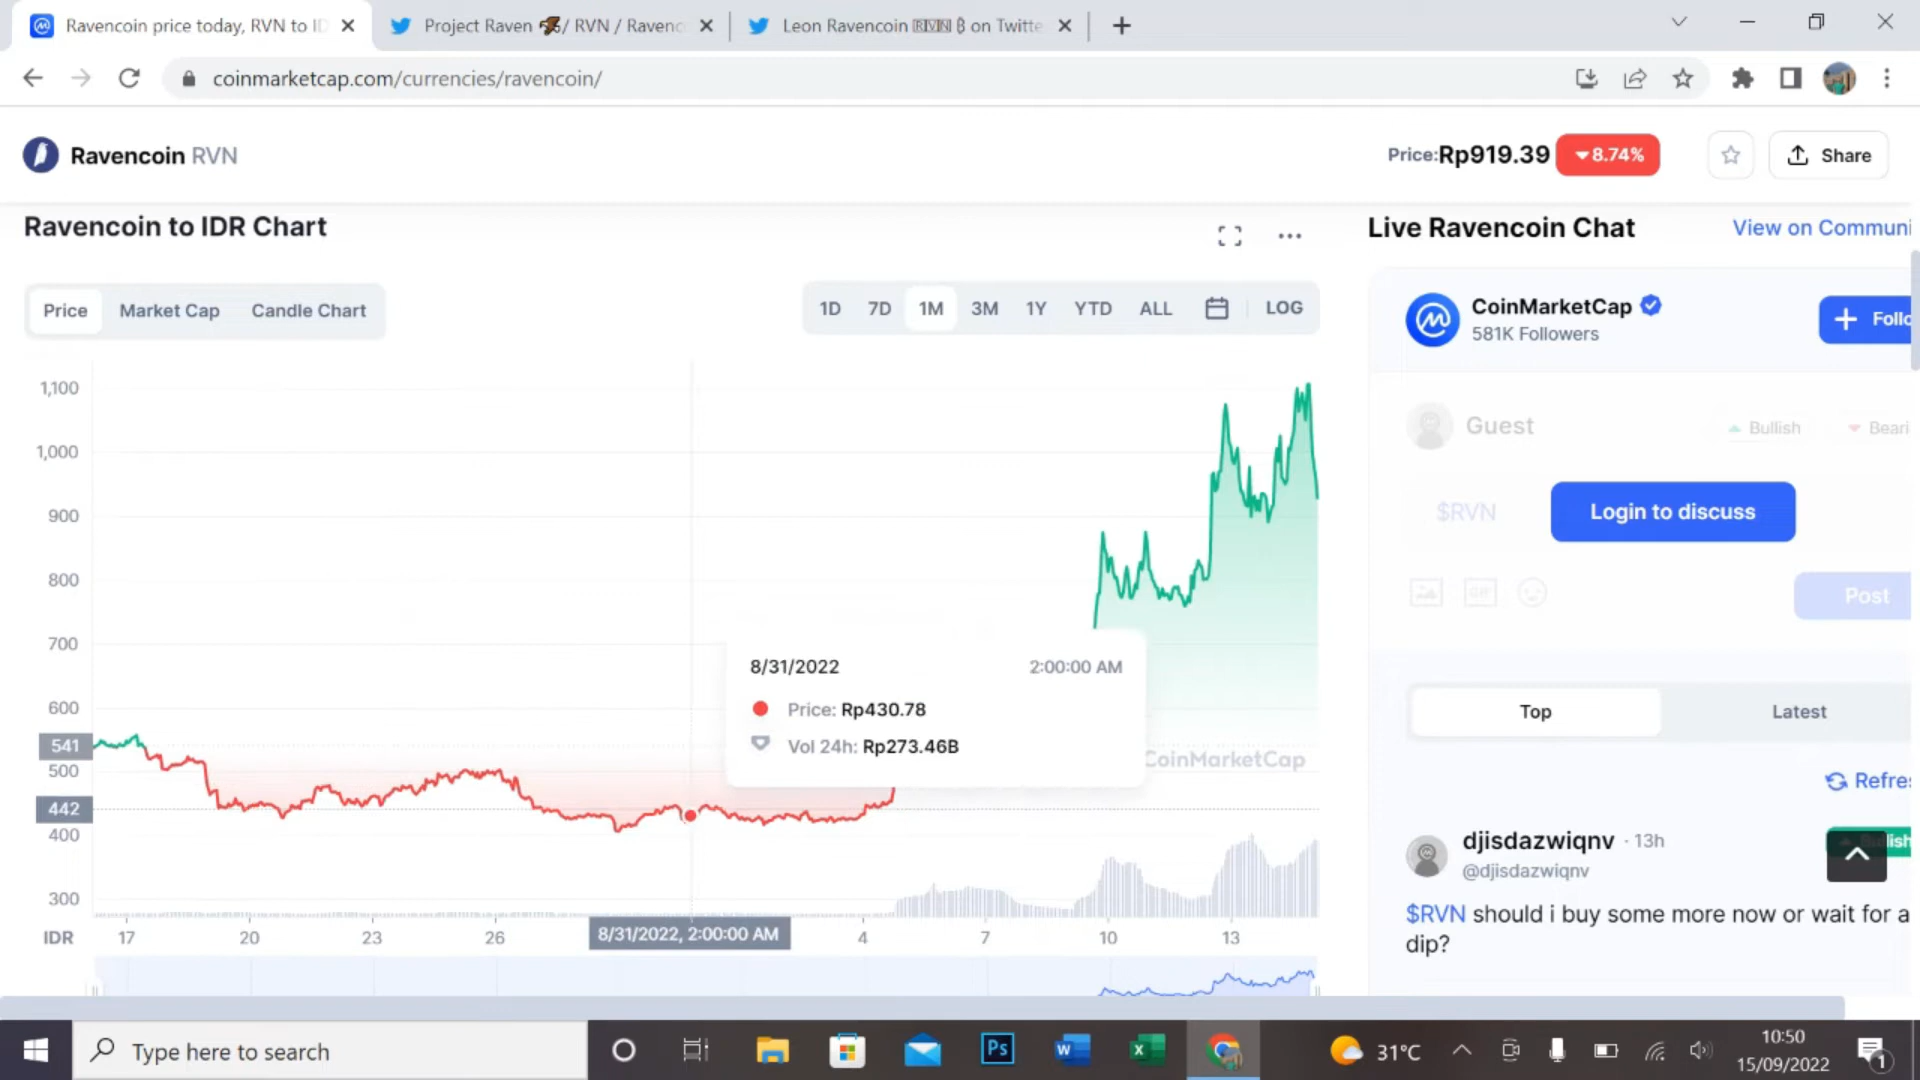 Ravencoin price today, RVN to ID
Project Raven / RVN / Ravenc
Leon Ravencoin 🅁🅅🄽 ₿ on Twitte
coinmarketcap.com/currencies/ravencoin/
Ravencoin RVN
Price:Rp919.39
▾8.74%
Share
Ravencoin to IDR Chart
Live Ravencoin Chat
View on Communi
Price
Market Cap
Candle Chart
1D
7D
1M
3M
1Y
YTD
ALL
LOG
CoinMarketCap
581K Followers
+ Follo
1,100
1,000
900
800
700
600
541
500
442
400
300
Guest
Bullish
Beari
$RVN
Login to discuss
GIF
Post
8/31/2022
2:00:00 AM
Price: Rp430.78
Vol 24h: Rp273.46B
CoinMarketCap
Top
Latest
Refres
djisdazwiqnv · 13h
@djisdazwiqnv
$RVN should i buy some more now or wait for a
dip?
IDR
17
20
23
26
8/31/2022, 2:00:00 AM
4
7
10
13
Type here to search
Ps
W
X
31°C
10:50
15/09/2022
1